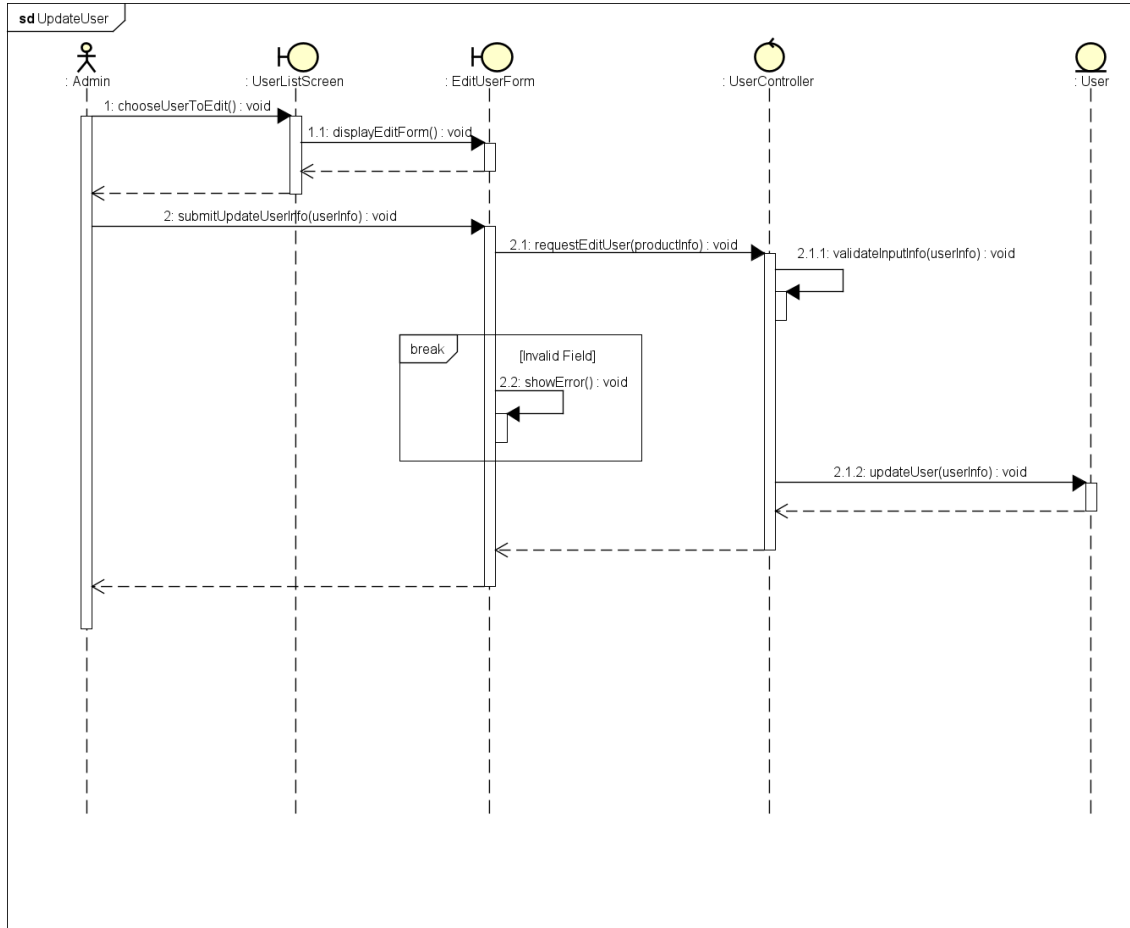 sd UpdateUser
: Admin
: UserListScreen
: EditUserForm
: UserController
: User
1: chooseUserToEdit() : void
1.1: displayEditForm() : void
2: submitUpdateUserInfo(userInfo) : void
2.1: requestEditUser(productInfo) : void
2.1.1: validateInputInfo(userInfo) : void
break
[Invalid Field]
2.2: showError() : void
2.1.2: updateUser(userInfo) : void